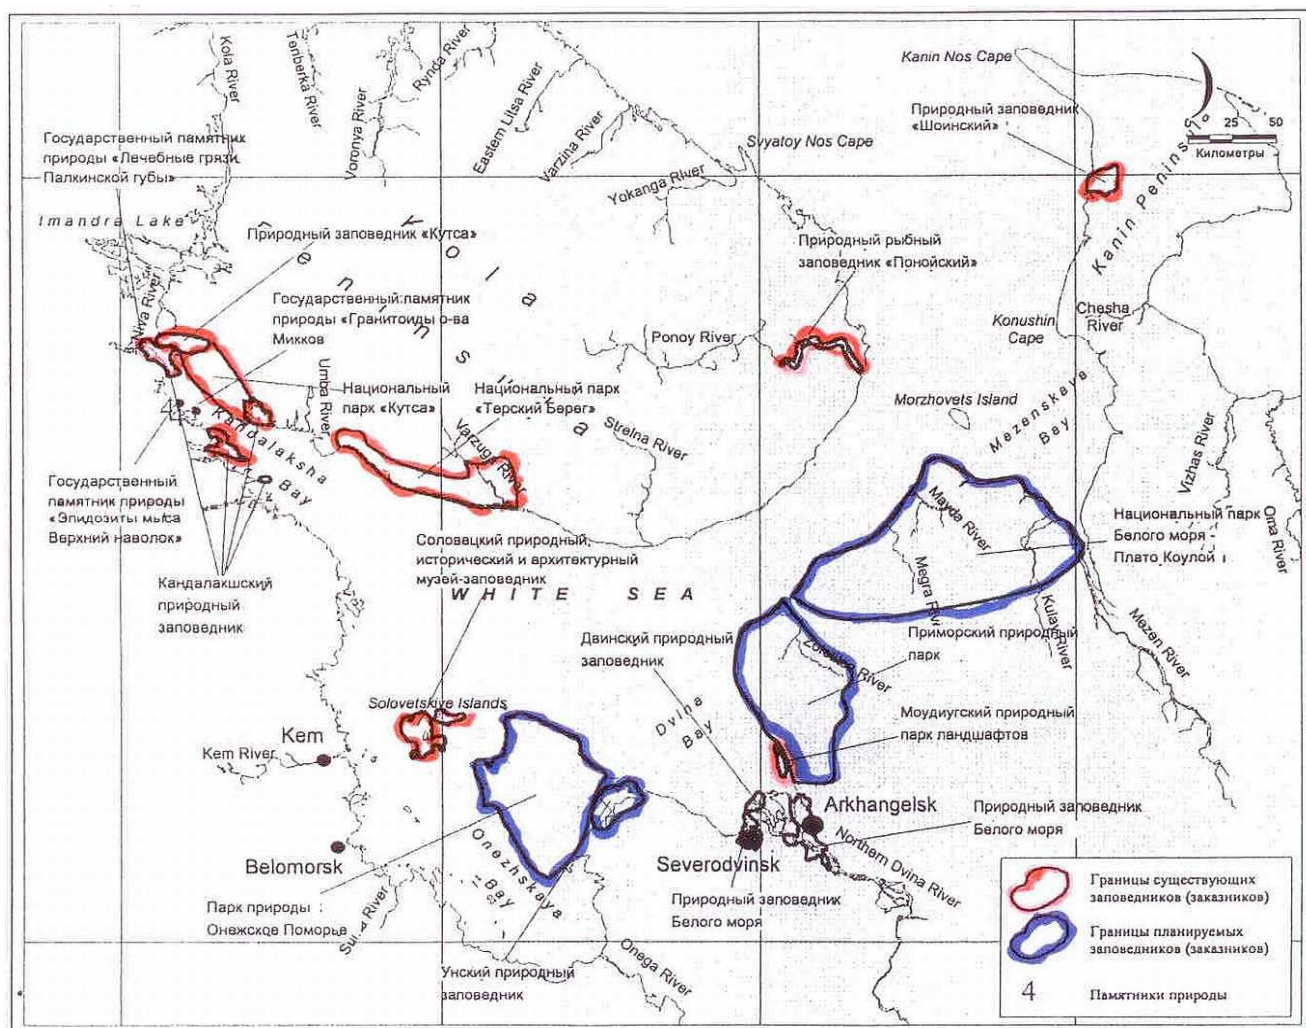 Kola River
Teriberka River
Voronya River
Rynda River
Eastern Litsa River
Varzina River
Yokanga River
Svyatoy Nos Cape
Kanin Nos Cape
Природный заповедник
«Шоинский»
25 50
Километры
Kanin Peninsula
Государственный памятник
природы «Лечебные грязи
Палкинской губы»
Imandra Lake
Природный заповедник «Кутса»
Kola
Peninsula
Природный рыбный
заповедник «Понойский»
Государственный памятник
природы «Гранитоиды о-ва
Микков
Niva River
Ponoy River
Konushin
Cape
Chesha
River
Umba River
Национальный
парк «Кутса»
Национальный парк
«Терский Берег»
Varzuga River
Strelna River
Morzhovets Island
Mezenskaya
Bay
4
Kandalaksha
Bay
Vizhas River
Oma River
Государственный
памятник природы
«Эпидозиты мыса
Верхний наволок»
Mayda River
Megra River
Национальный парк
Белого моря -
Плато Коулой
Соловецкий природный,
исторический и архитектурный
музей-заповедник
Кандалакшский
природный
заповедник
WHITE SEA
Kulay River
Mezen River
Двинский природный
заповедник
Приморский природный
парк
River
Solovetskiye Islands
Dvina
Bay
Моудиугский природный
парк ландшафтов
Kem
Kem River
Arkhangelsk
Природный заповедник
Белого моря
Belomorsk
Onezhskaya
Bay
Severodvinsk
Northern Dvina River
Природный заповедник
Белого моря
Парк природы
Онежское Поморье
River
Onega River
Унский природный
заповедник
Границы существующих
заповедников (заказников)
Границы планируемых
заповедников (заказников)
4 Памятники природы